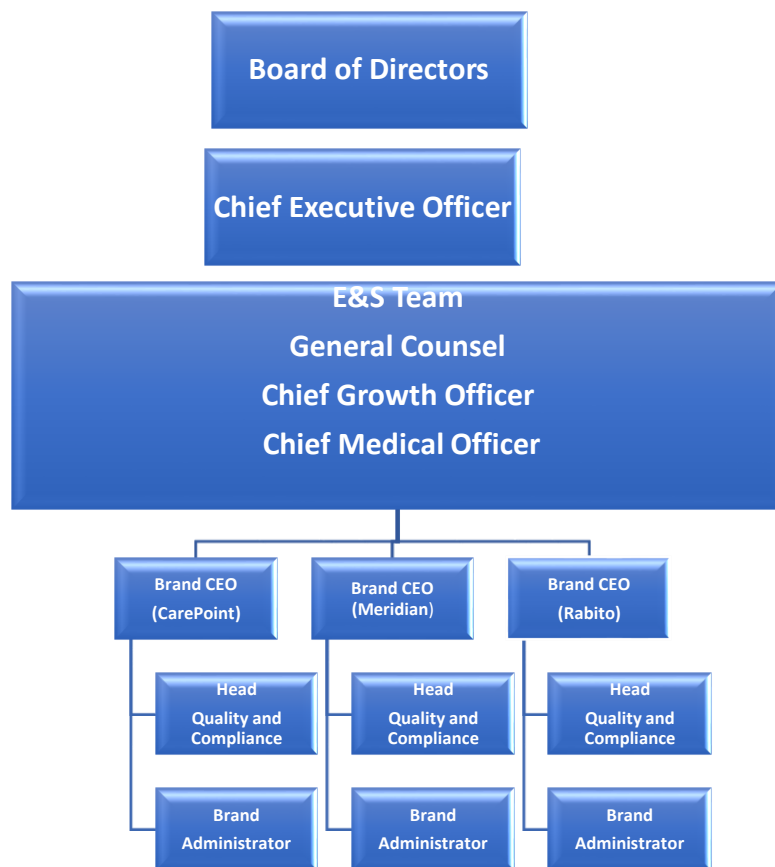 Board of Directors
Chief Executive Officer
E&S Team
General Counsel
Chief Growth Officer
Chief Medical Officer
Brand CEO
(CarePoint)
Brand CEO
(Meridian)
Brand CEO
(Rabito)
Head
Quality and
Compliance
Head
Quality and
Compliance
Head
Quality and
Compliance
Brand
Administrator
Brand
Administrator
Brand
Administrator